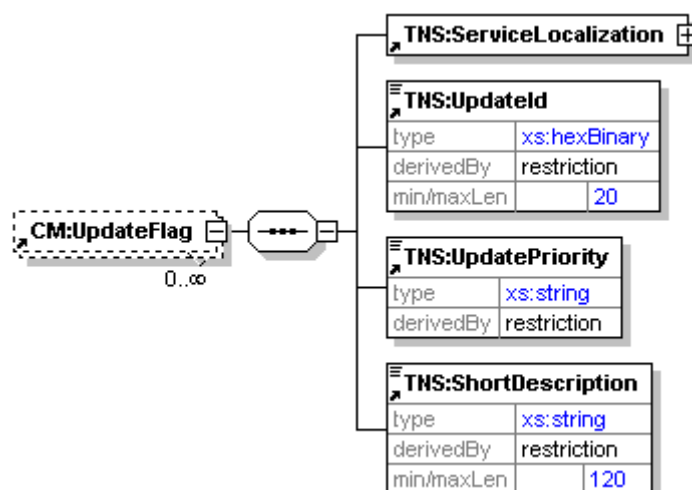 TNS:ServiceLocalization
TNS:UpdateId
type xs:hexBinary
derivedBy restriction
min/maxLen 20
CM:UpdateFlag
0..∞
TNS:UpdatePriority
type xs:string
derivedBy restriction
TNS:ShortDescription
type xs:string
derivedBy restriction
min/maxLen 120